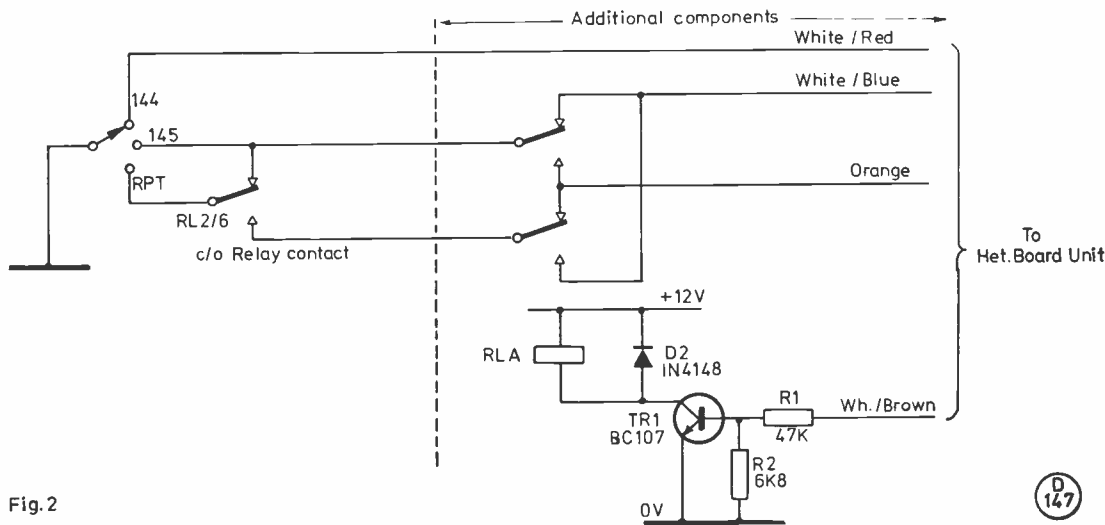 Additional components
White / Red
White / Blue
144
145
RPT
Orange
RL2/6
c/o Relay contact
To
Het. Board Unit
+12V
RLA
D2
IN4148
R1
Wh./Brown
TR1
BC107
47K
R2
6K8
Fig. 2
0V
D
147